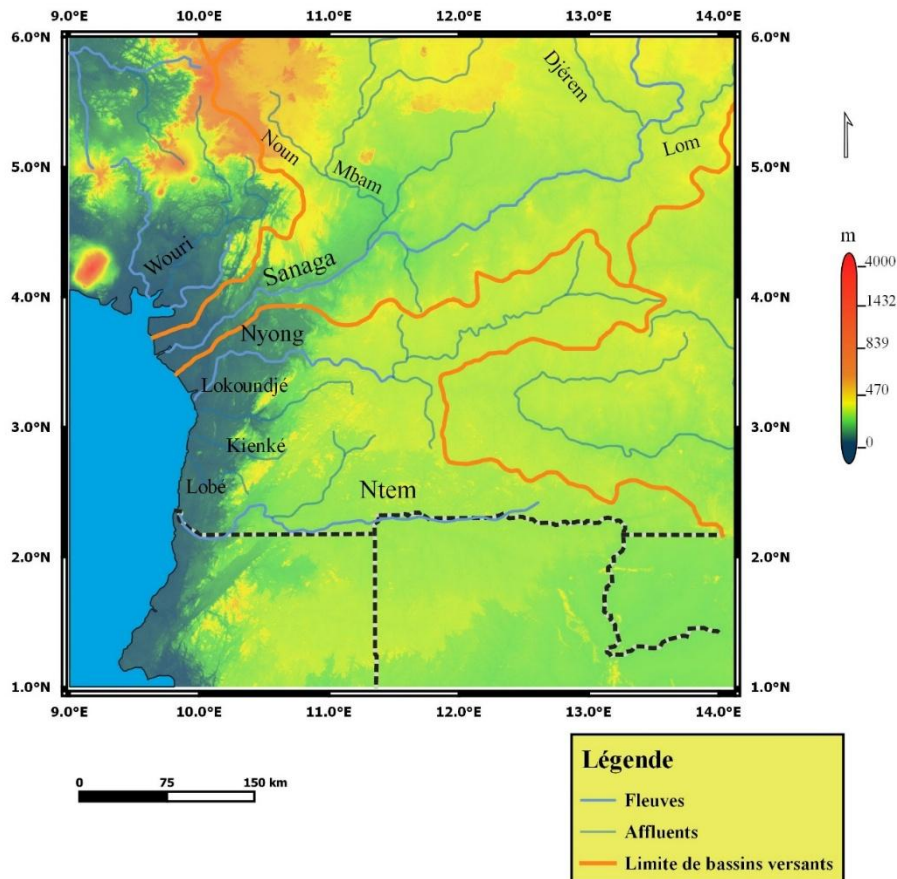 9.0°E 10.0°E 11.0°E 12.0°E 13.0°E 14.0°E
6.0°N 6.0°N
Djérem
Noun
Lom
5.0°N 5.0°N
Mbam
m
Wouri
4000
Sanaga
4.0°N 4.0°N
1432
Nyong
839
Lokoundjé
470
3.0°N 3.0°N
Kienké
0
Lobé
Ntem
2.0°N 2.0°N
1.0°N 1.0°N
9.0°E 10.0°E 11.0°E 12.0°E 13.0°E 14.0°E
0 75 150 km
Légende
Fleuves
Affluents
Limite de bassins versants